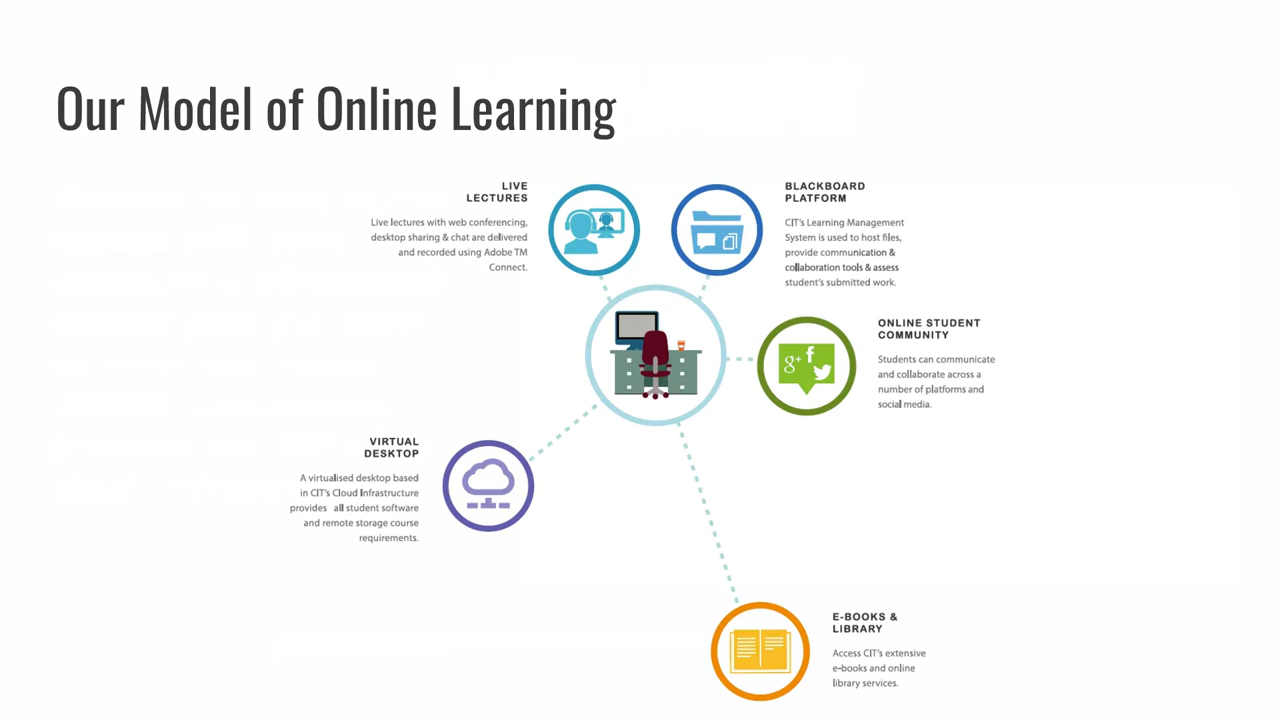 Our Model of Online Learning
LIVE
LECTURES
Live lectures with web conferencing,
desktop sharing & chat are delivered
and recorded using Adobe TM
Connect.
BLACKBOARD
PLATFORM
CIT's Learning Management
System is used to host files,
provide communication &
collaboration tools & assess
student's submitted work.
g+ f
ONLINE STUDENT
COMMUNITY
Students can communicate
and collaborate across a
number of platforms and
social media.
VIRTUAL
DESKTOP
A virtualised desktop based
in CIT's Cloud Infrastructure
provides all student software
and remote storage course
requirements.
E-BOOKS &
LIBRARY
Access CIT's extensive
e-books and online
library services.